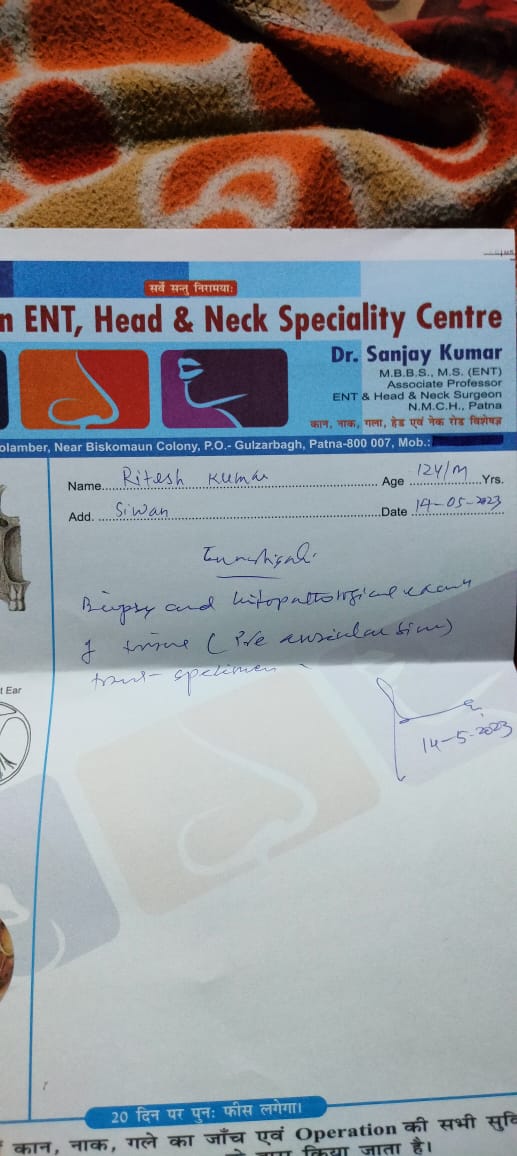 सर्वे सन्तु निरामयाः
n ENT, Head & Neck Speciality Centre
Dr. Sanjay Kumar
M.B.B.S., M.S. (ENT)
Associate Professor
ENT & Head & Neck Surgeon
N.M.C.H., Patna
कान, नाक, गला, हेड एवं नेक रोग विशेषज्ञ
olamber, Near Biskomaun Colony, P.O.- Gulzarbagh, Patna-800 007, Mob.:
Name Ritesh Kumar Age 12Y/M Yrs.
Add. Siwan Date 14-05-2023
Biopsy and histopathological
of tissue (Pre auricular sinus)
specimen
14-5-2023
t Ear
20 दिन पर पुनः फीस लगेगा।
कान, नाक, गले का जाँच एवं Operation की सभी सुवि
किया जाता है।